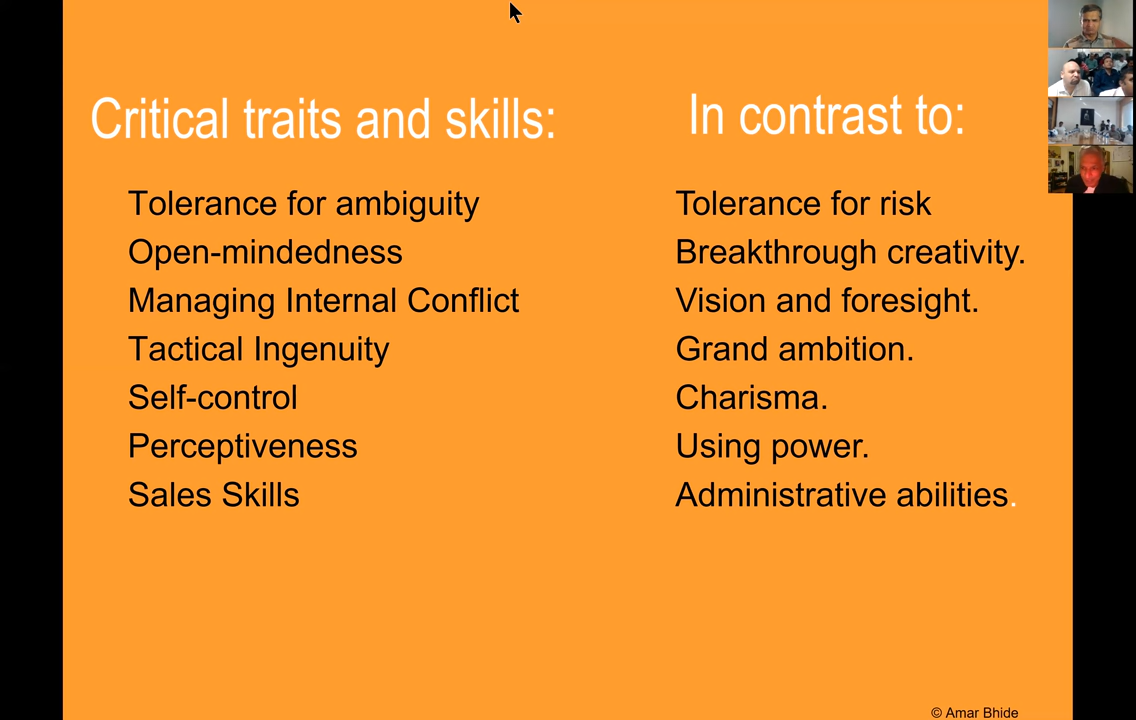 Critical traits and skills:
Tolerance for ambiguity
Open-mindedness
Managing Internal Conflict
Tactical Ingenuity
Self-control
Perceptiveness
Sales Skills
In contrast to:
Tolerance for risk
Breakthrough creativity.
Vision and foresight.
Grand ambition.
Charisma.
Using power.
Administrative abilities.
© Amar Bhide